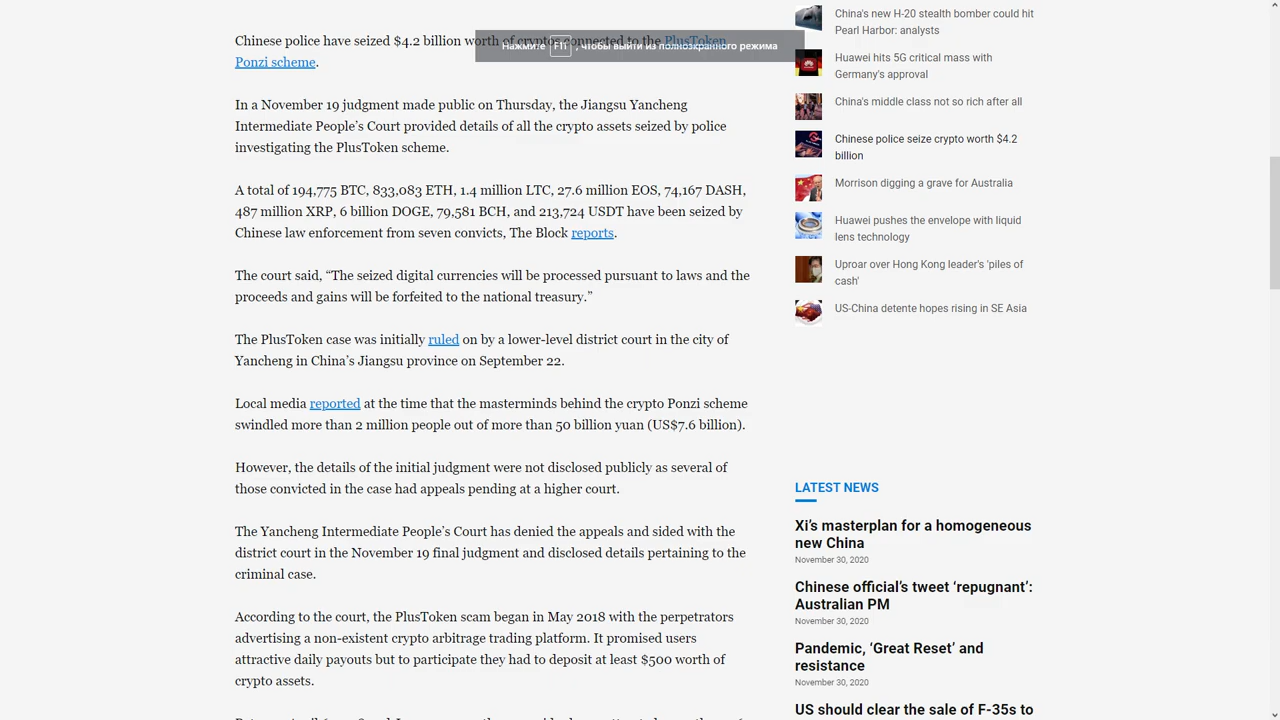 Chinese police have seized $4.2 billion worth of cryptos connected to the PlusToken
Ponzi scheme.
Нажмите F11, чтобы выйти из полноэкранного режима
In a November 19 judgment made public on Thursday, the Jiangsu Yancheng
Intermediate People’s Court provided details of all the crypto assets seized by police
investigating the PlusToken scheme.
A total of 194,775 BTC, 833,083 ETH, 1.4 million LTC, 27.6 million EOS, 74,167 DASH,
487 million XRP, 6 billion DOGE, 79,581 BCH, and 213,724 USDT have been seized by
Chinese law enforcement from seven convicts, The Block reports.
The court said, “The seized digital currencies will be processed pursuant to laws and the
proceeds and gains will be forfeited to the national treasury.”
The PlusToken case was initially ruled on by a lower-level district court in the city of
Yancheng in China’s Jiangsu province on September 22.
Local media reported at the time that the masterminds behind the crypto Ponzi scheme
swindled more than 2 million people out of more than 50 billion yuan (US$7.6 billion).
However, the details of the initial judgment were not disclosed publicly as several of
those convicted in the case had appeals pending at a higher court.
The Yancheng Intermediate People’s Court has denied the appeals and sided with the
district court in the November 19 final judgment and disclosed details pertaining to the
criminal case.
According to the court, the PlusToken scam began in May 2018 with the perpetrators
advertising a non-existent crypto arbitrage trading platform. It promised users
attractive daily payouts but to participate they had to deposit at least $500 worth of
crypto assets.
China's new H-20 stealth bomber could hit
Pearl Harbor: analysts
Huawei hits 5G critical mass with
Germany's approval
China's middle class not so rich after all
Chinese police seize crypto worth $4.2
billion
Morrison digging a grave for Australia
Huawei pushes the envelope with liquid
lens technology
Uproar over Hong Kong leader's 'piles of
cash'
US-China detente hopes rising in SE Asia
LATEST NEWS
Xi’s masterplan for a homogeneous
new China
November 30, 2020
Chinese official’s tweet ‘repugnant’:
Australian PM
November 30, 2020
Pandemic, ‘Great Reset’ and
resistance
November 30, 2020
US should clear the sale of F-35s to